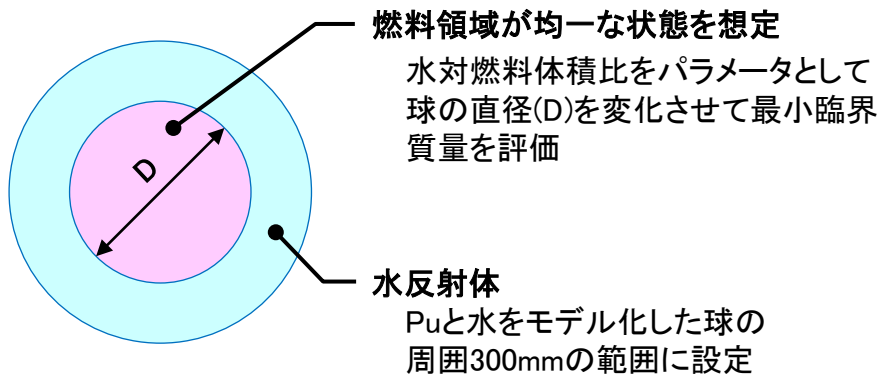 燃料領域が均一な状態を想定
水対燃料体積比をパラメータとして
球の直径(D)を変化させて最小臨界
質量を評価
D
水反射体
Puと水をモデル化した球の
周囲300mmの範囲に設定